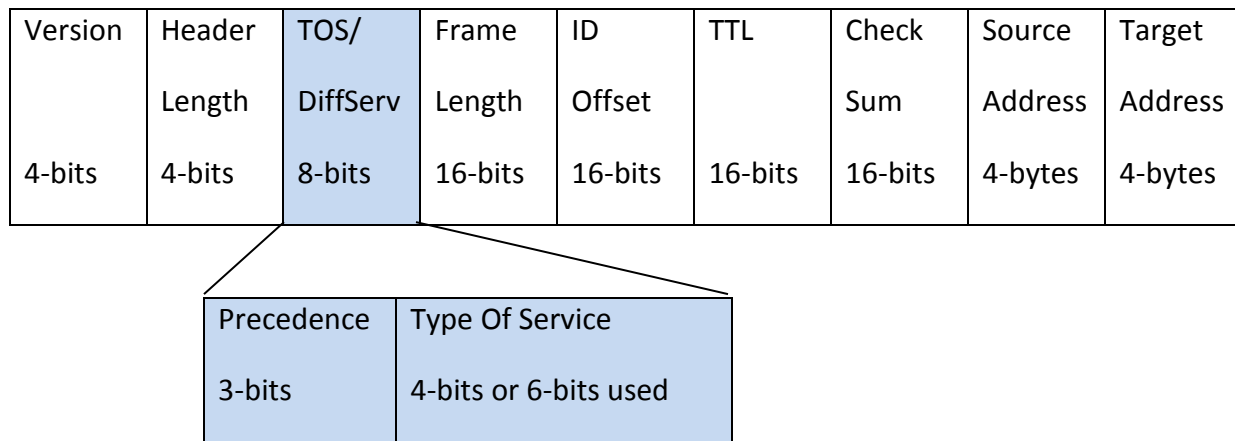 Version Header TOS/ Frame ID TTL Check Source Target
Length DiffServ Length Offset Sum Address Address
4-bits 4-bits 8-bits 16-bits 16-bits 16-bits 16-bits 4-bytes 4-bytes
Precedence Type Of Service
3-bits 4-bits or 6-bits used